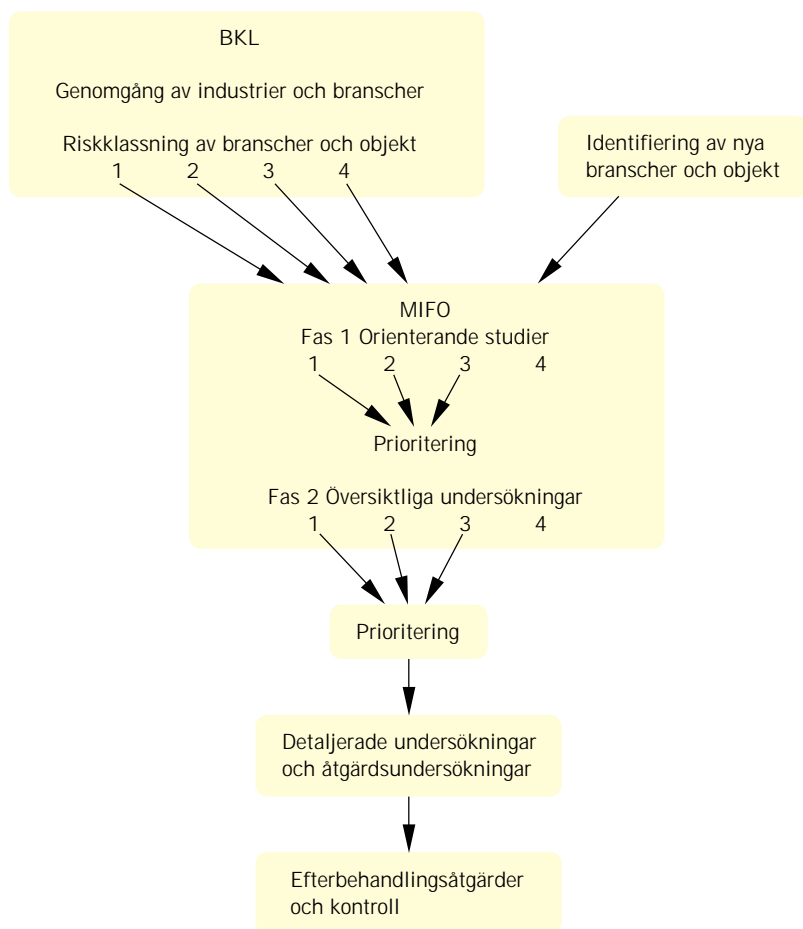 BKL
Genomgång av industrier och branscher
Riskklassning av branscher och objekt
1 2 3 4
Identifiering av nya
branscher och objekt
MIFO
Fas 1 Orienterande studier
1 2 3 4
Prioritering
Fas 2 Översiktliga undersökningar
1 2 3 4
Prioritering
Detaljerade undersökningar
och åtgärdsundersökningar
Efterbehandlingsåtgärder
och kontroll